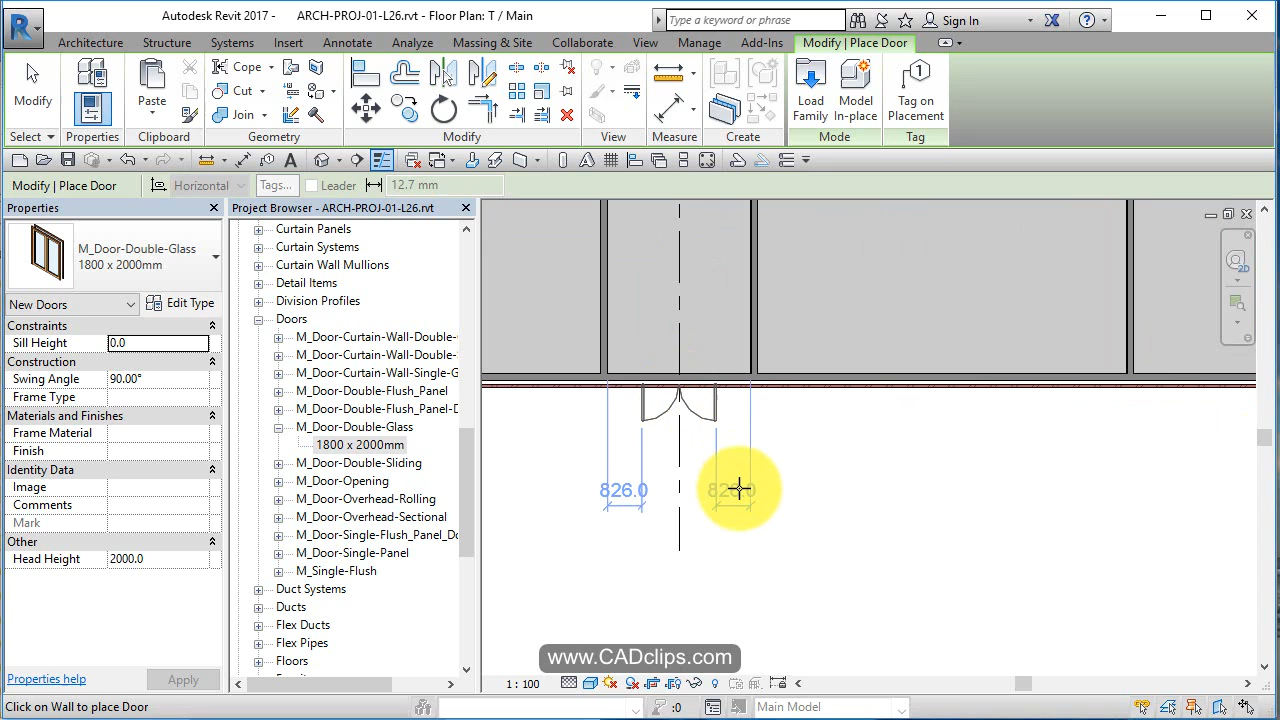 Autodesk Revit 2017 - ARCH-PROJ-01-L26.rvt - Floor Plan: T / Main
Type a keyword or phrase
Sign In
Architecture Structure Systems Insert Annotate Analyze Massing & Site Collaborate View Manage Add-Ins Modify | Place Door
Modify
Paste
Cope
Cut
Join
Load Family
Model In-place
Tag on Placement
Select Properties Clipboard Geometry Modify View Measure Create Mode Tag
Modify | Place Door
Horizontal
Tags...
Leader
12.7 mm
Properties
M_Door-Double-Glass
1800 x 2000mm
New Doors
Edit Type
Constraints
Sill Height 0.0
Construction
Swing Angle 90.00°
Frame Type
Materials and Finishes
Frame Material
Finish
Identity Data
Image
Comments
Mark
Other
Head Height 2000.0
Properties help
Apply
Project Browser - ARCH-PROJ-01-L26.rvt
Curtain Panels
Curtain Systems
Curtain Wall Mullions
Detail Items
Division Profiles
Doors
M_Door-Curtain-Wall-Double-
M_Door-Curtain-Wall-Double-
M_Door-Curtain-Wall-Single-G
M_Door-Double-Flush_Panel
M_Door-Double-Flush_Panel-D
M_Door-Double-Glass
1800 x 2000mm
M_Door-Double-Sliding
M_Door-Opening
M_Door-Overhead-Rolling
M_Door-Overhead-Sectional
M_Door-Single-Flush_Panel_Do
M_Door-Single-Panel
M_Single-Flush
Duct Systems
Ducts
Flex Ducts
Flex Pipes
Floors
2D
826.0
826.0
www.CADclips.com
1 : 100
Click on Wall to place Door
:0
Main Model